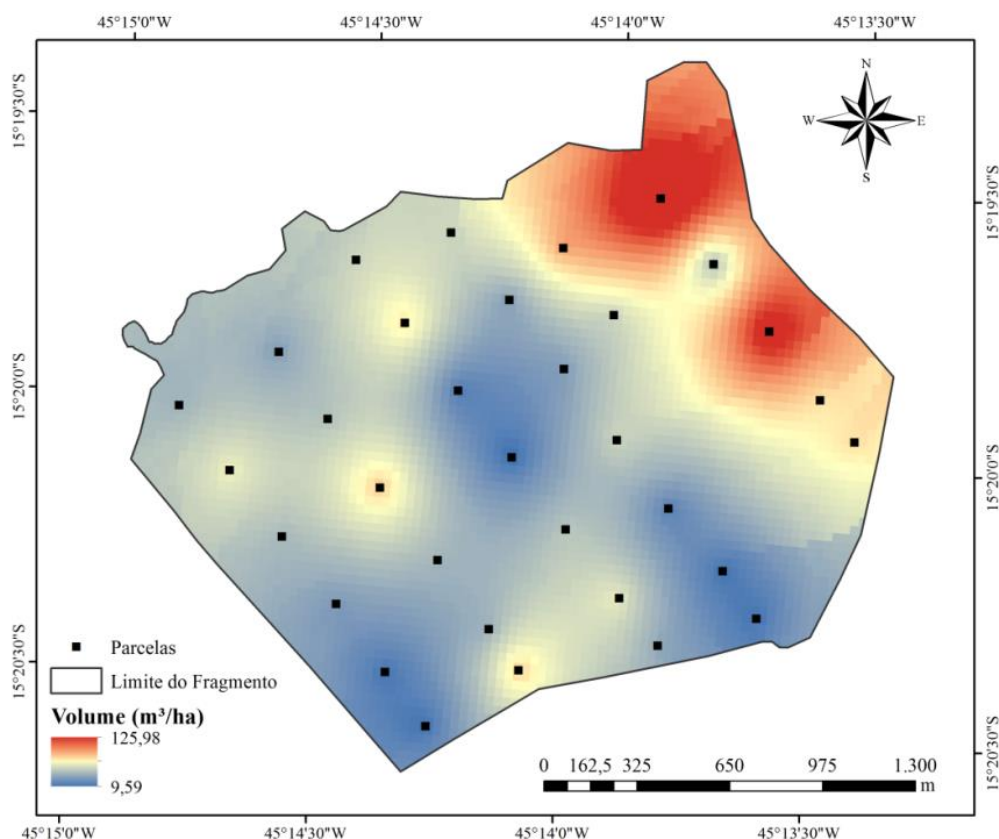 45°15'0"W 45°14'30"W 45°14'0"W 45°13'30"W
15°19'30"S
N
W E
S
15°19'30"S
15°20'0"S
15°20'0"S
15°20'30"S
Parcelas
Limite do Fragmento
Volume (m³/ha)
125,98
9,59
0 162,5 325 650 975 1.300
m
15°20'30"S
45°15'0"W 45°14'30"W 45°14'0"W 45°13'30"W